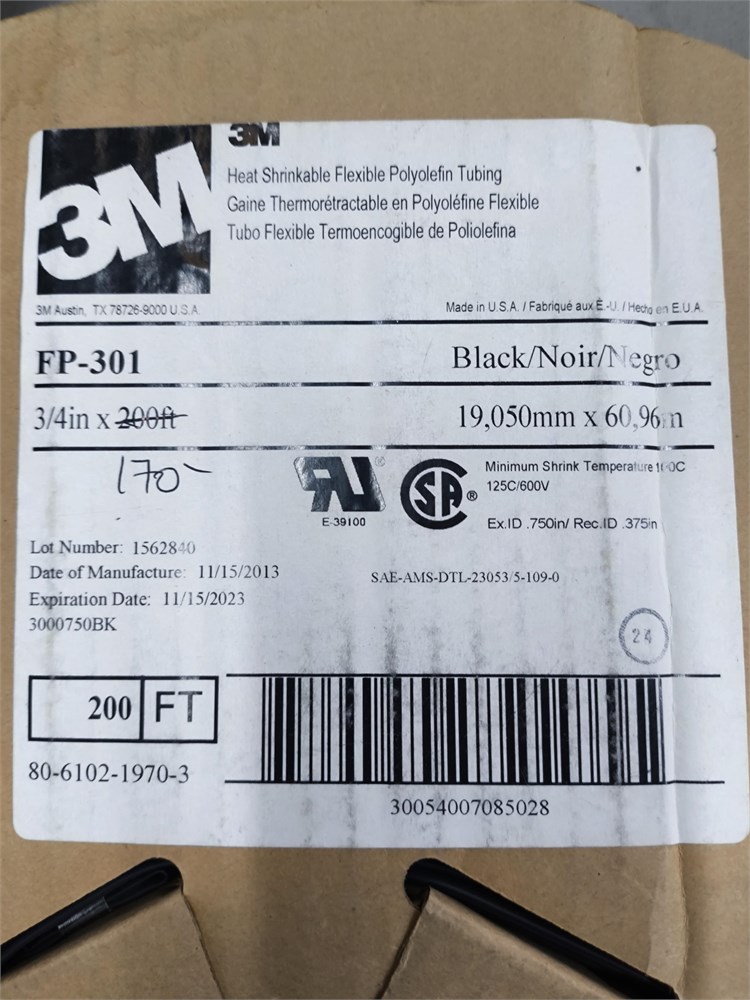 3M
3M
Heat Shrinkable Flexible Polyolefin Tubing
Gaine Thermorétractable en Polyoléfine Flexible
Tubo Flexible Termoencogible de Poliolefina
3M Austin, TX 78726-9000 U.S.A.
Made in U.S.A. / Fabriqué aux É.-U. / Hecho en E.U.A.
FP-301
Black/Noir/Negro
3/4in x 200ft
19,050mm x 60,96m
170-
E-39100
SA®
Minimum Shrink Temperature
125C/600V
Ex.ID .750in/ Rec.ID .375in
Lot Number: 1562840
Date of Manufacture: 11/15/2013
SAE-AMS-DTL-23053/5-109-0
Expiration Date: 11/15/2023
3000750BK
24
200 FT
80-6102-1970-3
30054007085028